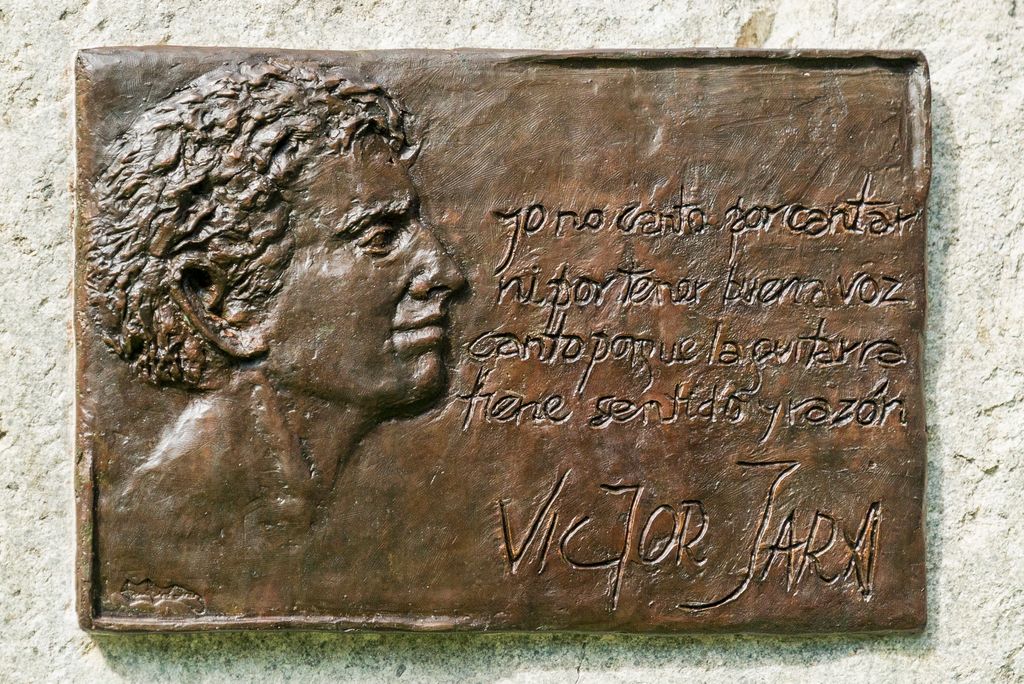 yo no canto por cantar
ni por tener buena voz
canto porque la guitarra
tiene sentido y razón
VICTOR JARA